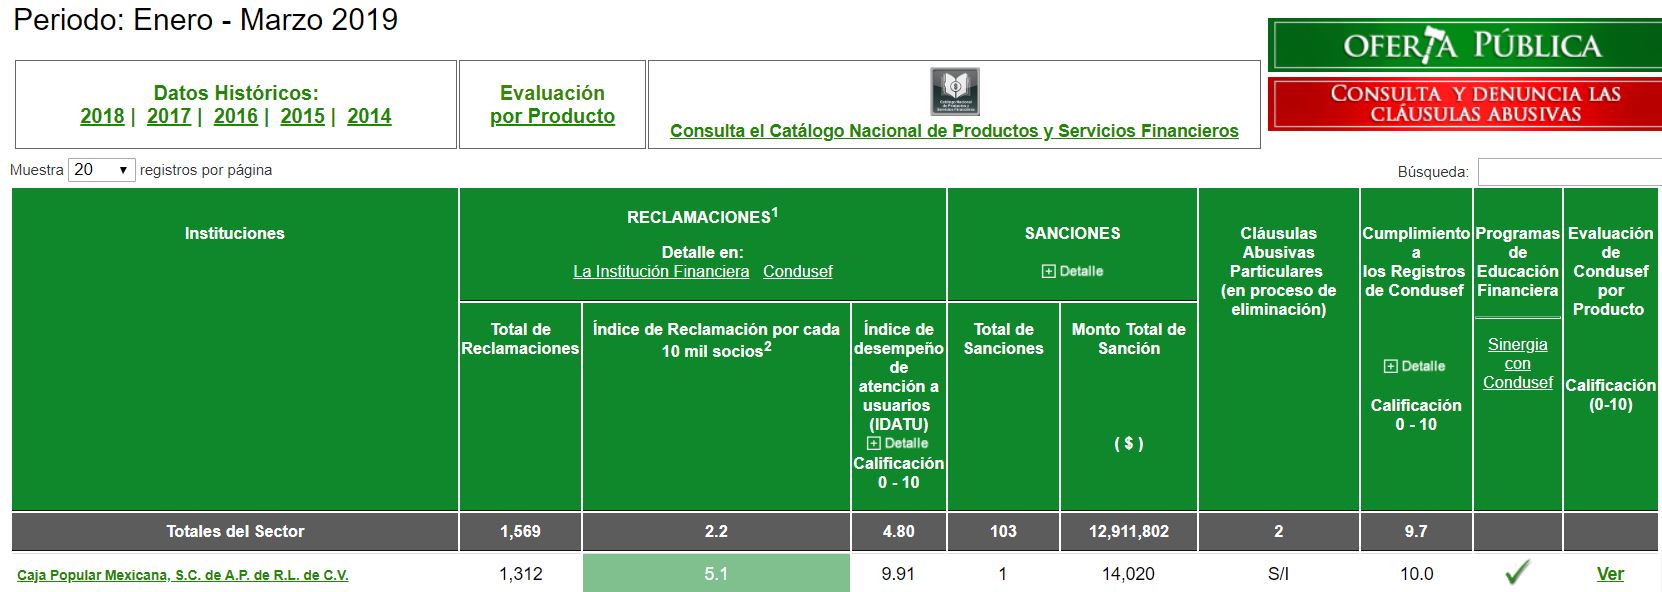 Periodo: Enero - Marzo 2019
OFERTA PÚBLICA
CONSULTA Y DENUNCIA LAS
CLÁUSULAS ABUSIVAS
Datos Históricos:
2018 | 2017 | 2016 | 2015 | 2014
Evaluación
por Producto
Consulta el Catálogo Nacional de Productos y Servicios Financieros
Muestra 20 registros por página
Búsqueda:
Instituciones
RECLAMACIONES1
Detalle en:
La Institución Financiera Condusef
Total de
Reclamaciones
Índice de Reclamación por cada
10 mil socios2
Índice de
desempeño
de
atención a
usuarios
(IDATU)
Detalle
Calificación
0 - 10
SANCIONES
Detalle
Total de
Sanciones
Monto Total de
Sanción
( $ )
Cláusulas
Abusivas
Particulares
(en proceso de
eliminación)
Cumplimiento
a
los Registros
de Condusef
Detalle
Calificación
0 - 10
Programas
de
Educación
Financiera
Sinergia
con
Condusef
Evaluación
de
Condusef
por
Producto
Calificación
(0-10)
Totales del Sector 1,569 2.2 4.80 103 12,911,802 2 9.7
Caja Popular Mexicana, S.C. de A.P. de R.L. de C.V. 1,312 5.1 9.91 1 14,020 S/I 10.0 Ver